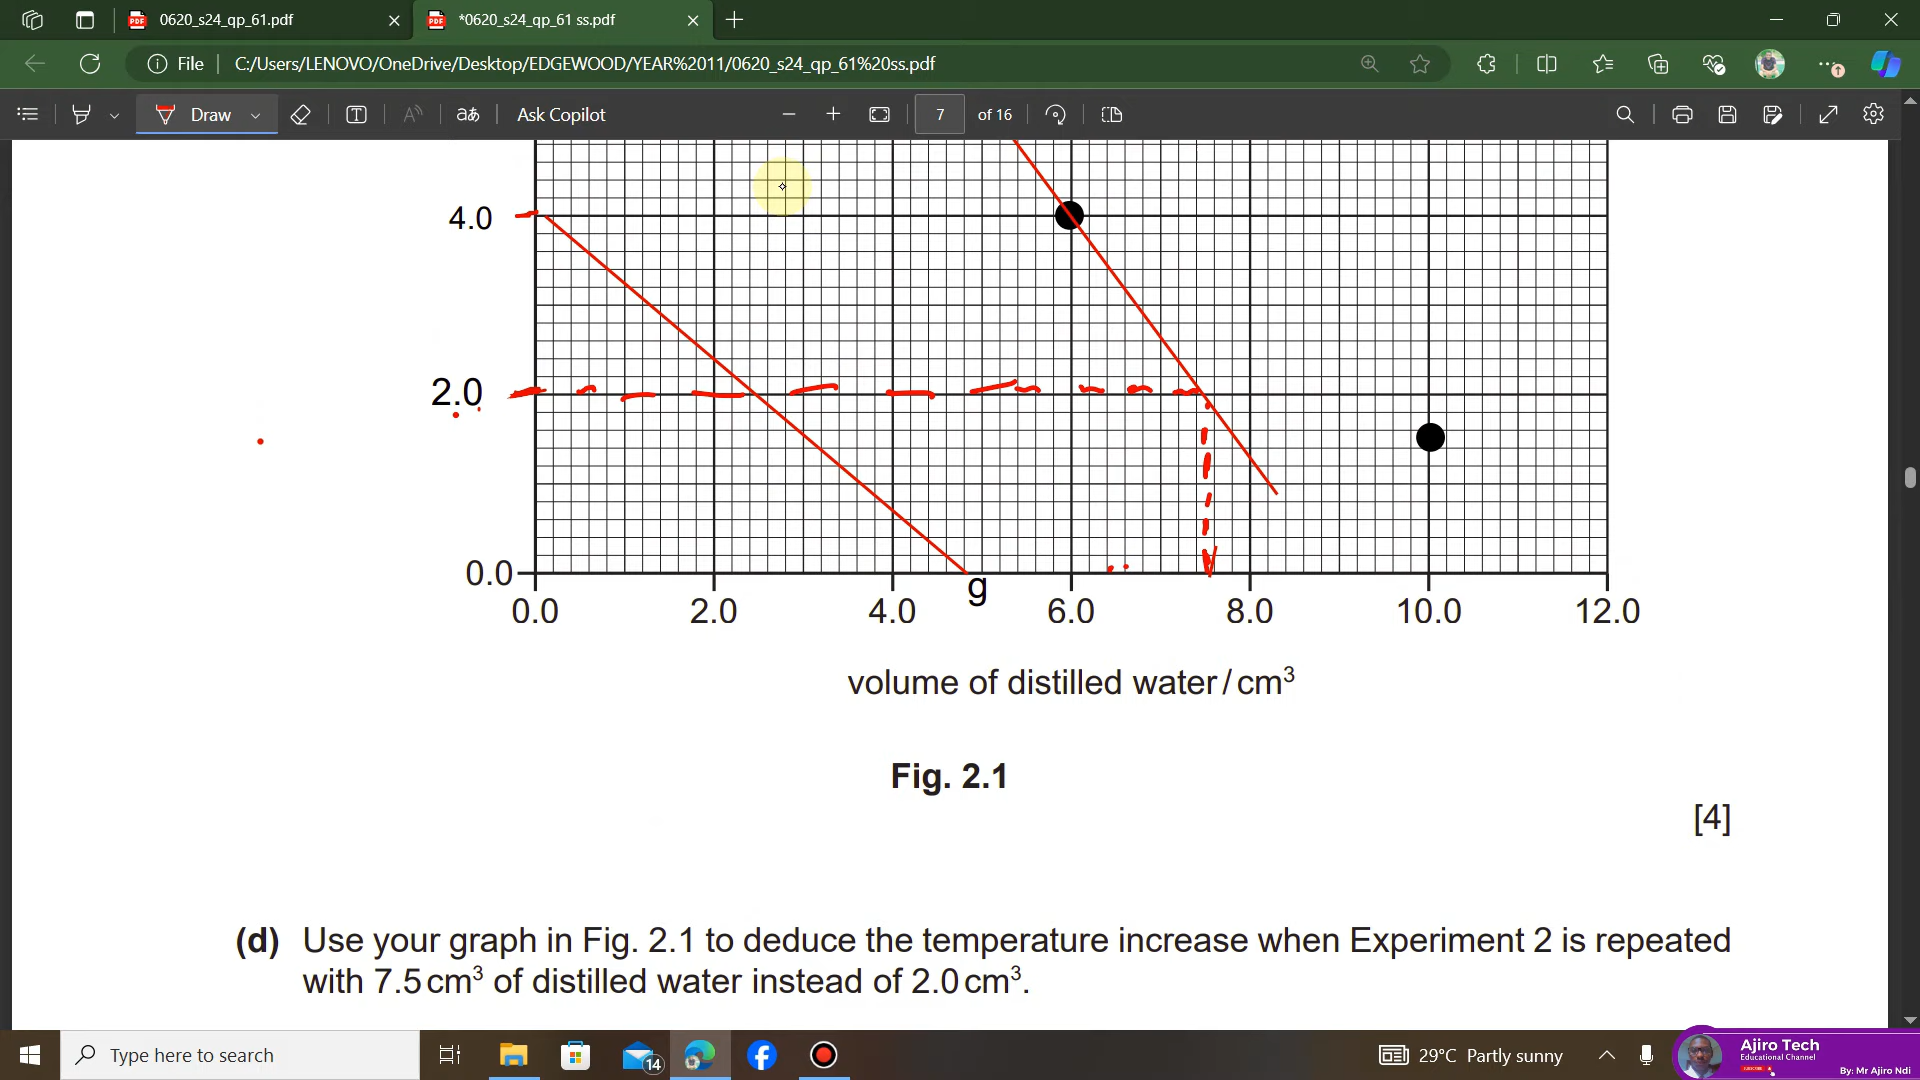 0620_s24_qp_61.pdf
*0620_s24_qp_61 ss.pdf
File
C:/Users/LENOVO/OneDrive/Desktop/EDGEWOOD/YEAR%2011/0620_s24_qp_61%20ss.pdf
Draw
Ask Copilot
7 of 16
4.0
2.0
0.0
g
0.0 2.0 4.0 6.0 8.0 10.0 12.0
volume of distilled water/cm³
Fig. 2.1
[4]
(d) Use your graph in Fig. 2.1 to deduce the temperature increase when Experiment 2 is repeated
with 7.5 cm³ of distilled water instead of 2.0 cm³.
Type here to search
14
29°C Partly sunny
Ajiro Tech
Educational Channel
By: Mr Ajiro Ndi